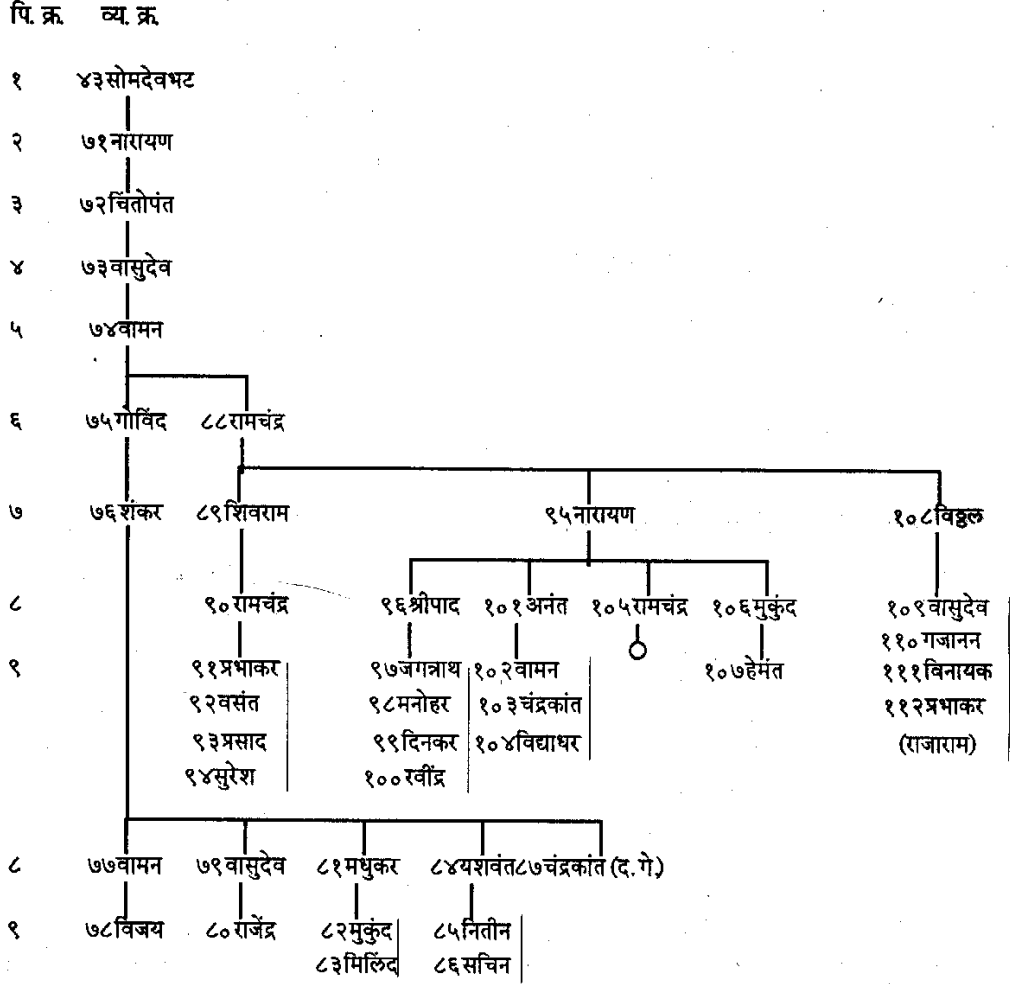 पि. क्र. व्य. क्र.
१ ४३सोमदेवभट
२ ७१नारायण
३ ७२चिंतोपंत
४ ७३वासुदेव
५ ७४वामन
६ ७५गोविंद ८८रामचंद्र
७ ७६शंकर ८९शिवराम ९५नारायण १०८विठ्ठल
८ ९०रामचंद्र ९६श्रीपाद १०१अनंत १०५रामचंद्र १०६मुकुंद १०९वासुदेव
११०गजानन
९ ९१प्रभाकर ९७जगन्नाथ १०२वामन १०७हेमंत १११विनायक
९२वसंत ९८मनोहर १०३चंद्रकांत ११२प्रभाकर
९३प्रसाद ९९दिनकर १०४विद्याधर (राजाराम)
९४सुरेश १००रवींद्र
८ ७७वामन ७९वासुदेव ८१मधुकर ८४यशवंत८७चंद्रकांत (द. गे.)
९ ७८विजय ८०राजेंद्र ८२मुकुंद ८५नितीन
८३मिलिंद ८६सचिन